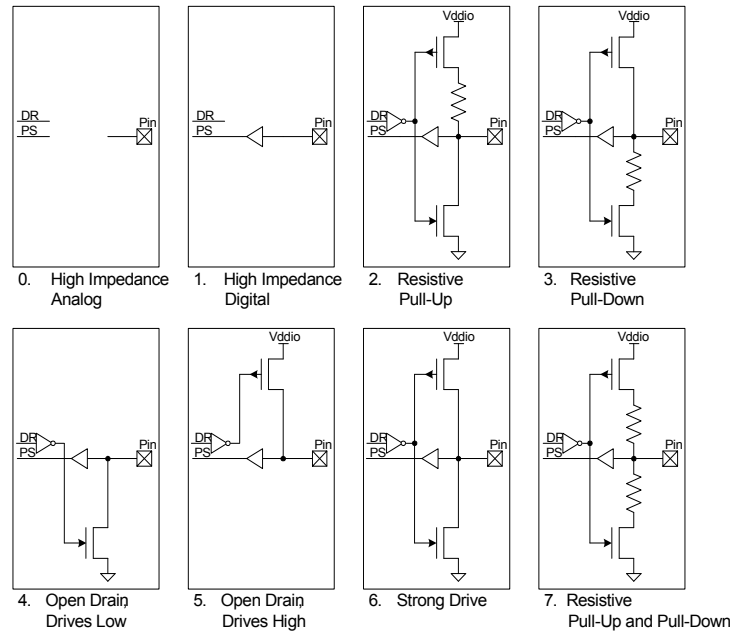 DR
PS
Pin
0. High Impedance
Analog
DR
PS
Pin
1. High Impedance
Digital
Vddio
DR
PS
Pin
2. Resistive
Pull-Up
Vddio
DR
PS
Pin
3. Resistive
Pull-Down
DR
PS
Pin
4. Open Drain,
Drives Low
Vddio
DR
PS
Pin
5. Open Drain,
Drives High
Vddio
DR
PS
Pin
6. Strong Drive
Vddio
DR
PS
Pin
7. Resistive
Pull-Up and Pull-Down